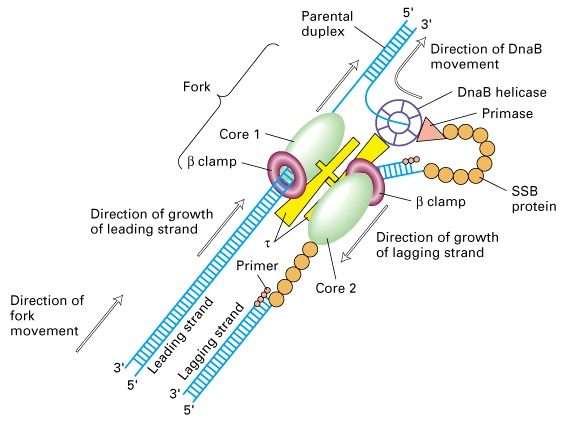 Parental
duplex
5'
3'
Direction of DnaB
movement
Fork
DnaB helicase
Primase
Core 1
β clamp
SSB
protein
β clamp
Direction of growth
of leading strand
τ
Direction of growth
of lagging strand
Primer
Core 2
Direction of
fork
movement
Leading strand
Lagging strand
3'
5'
3'
5'